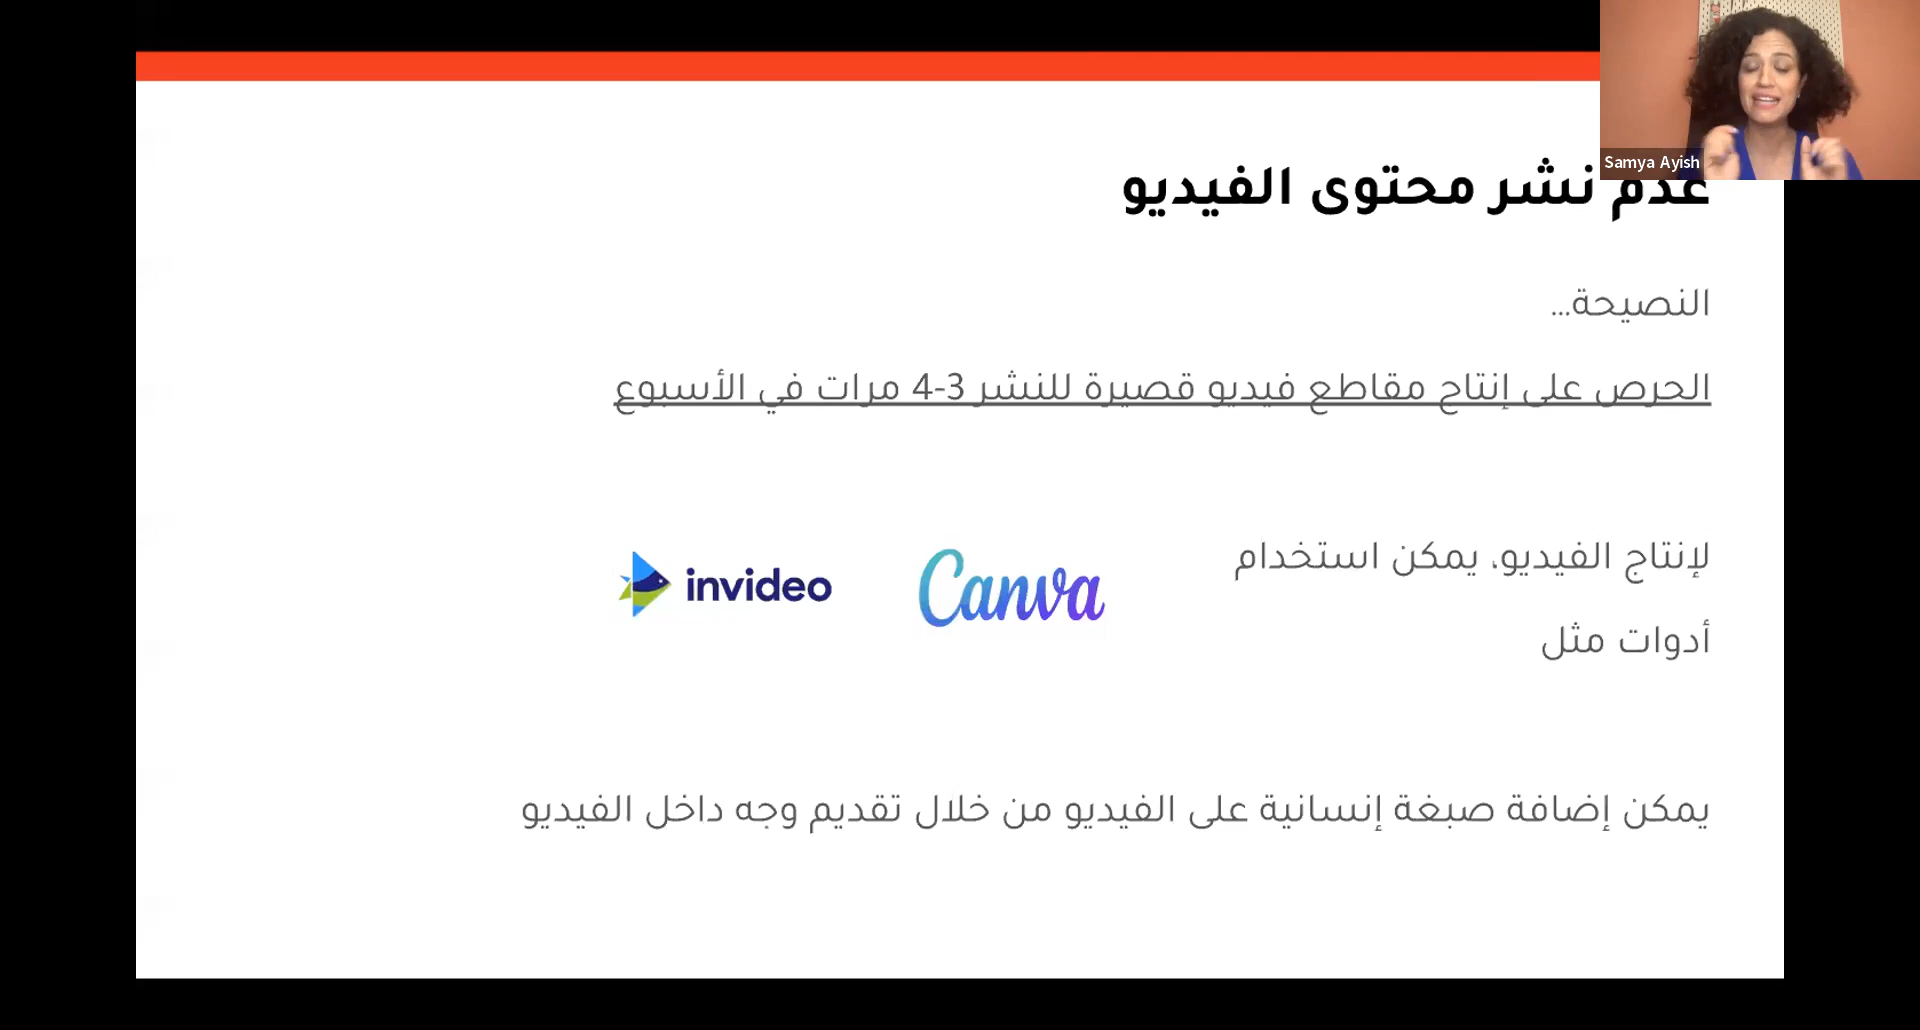 Samya Ayish
عدم نشر محتوى الفيديو
النصيحة...
الحرص على إنتاج مقاطع فيديو قصيرة للنشر 3-4 مرات في الأسبوع
لإنتاج الفيديو، يمكن استخدام
أدوات مثل
Canva
invideo
يمكن إضافة صبغة إنسانية على الفيديو من خلال تقديم وجه داخل الفيديو